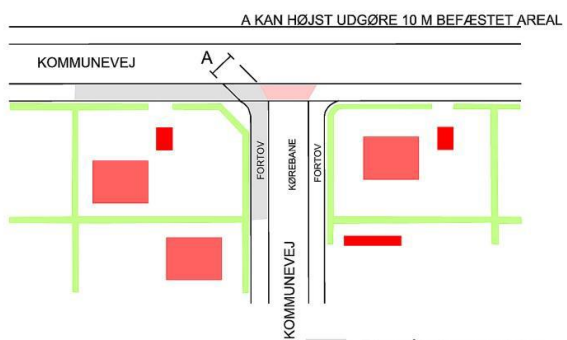 A KAN HØJST UDGØRE 10 M BEFÆSTET AREAL
KOMMUNEVEJ
A
FORTOV
KØREBANE
FORTOV
KOMMUNEVEJ